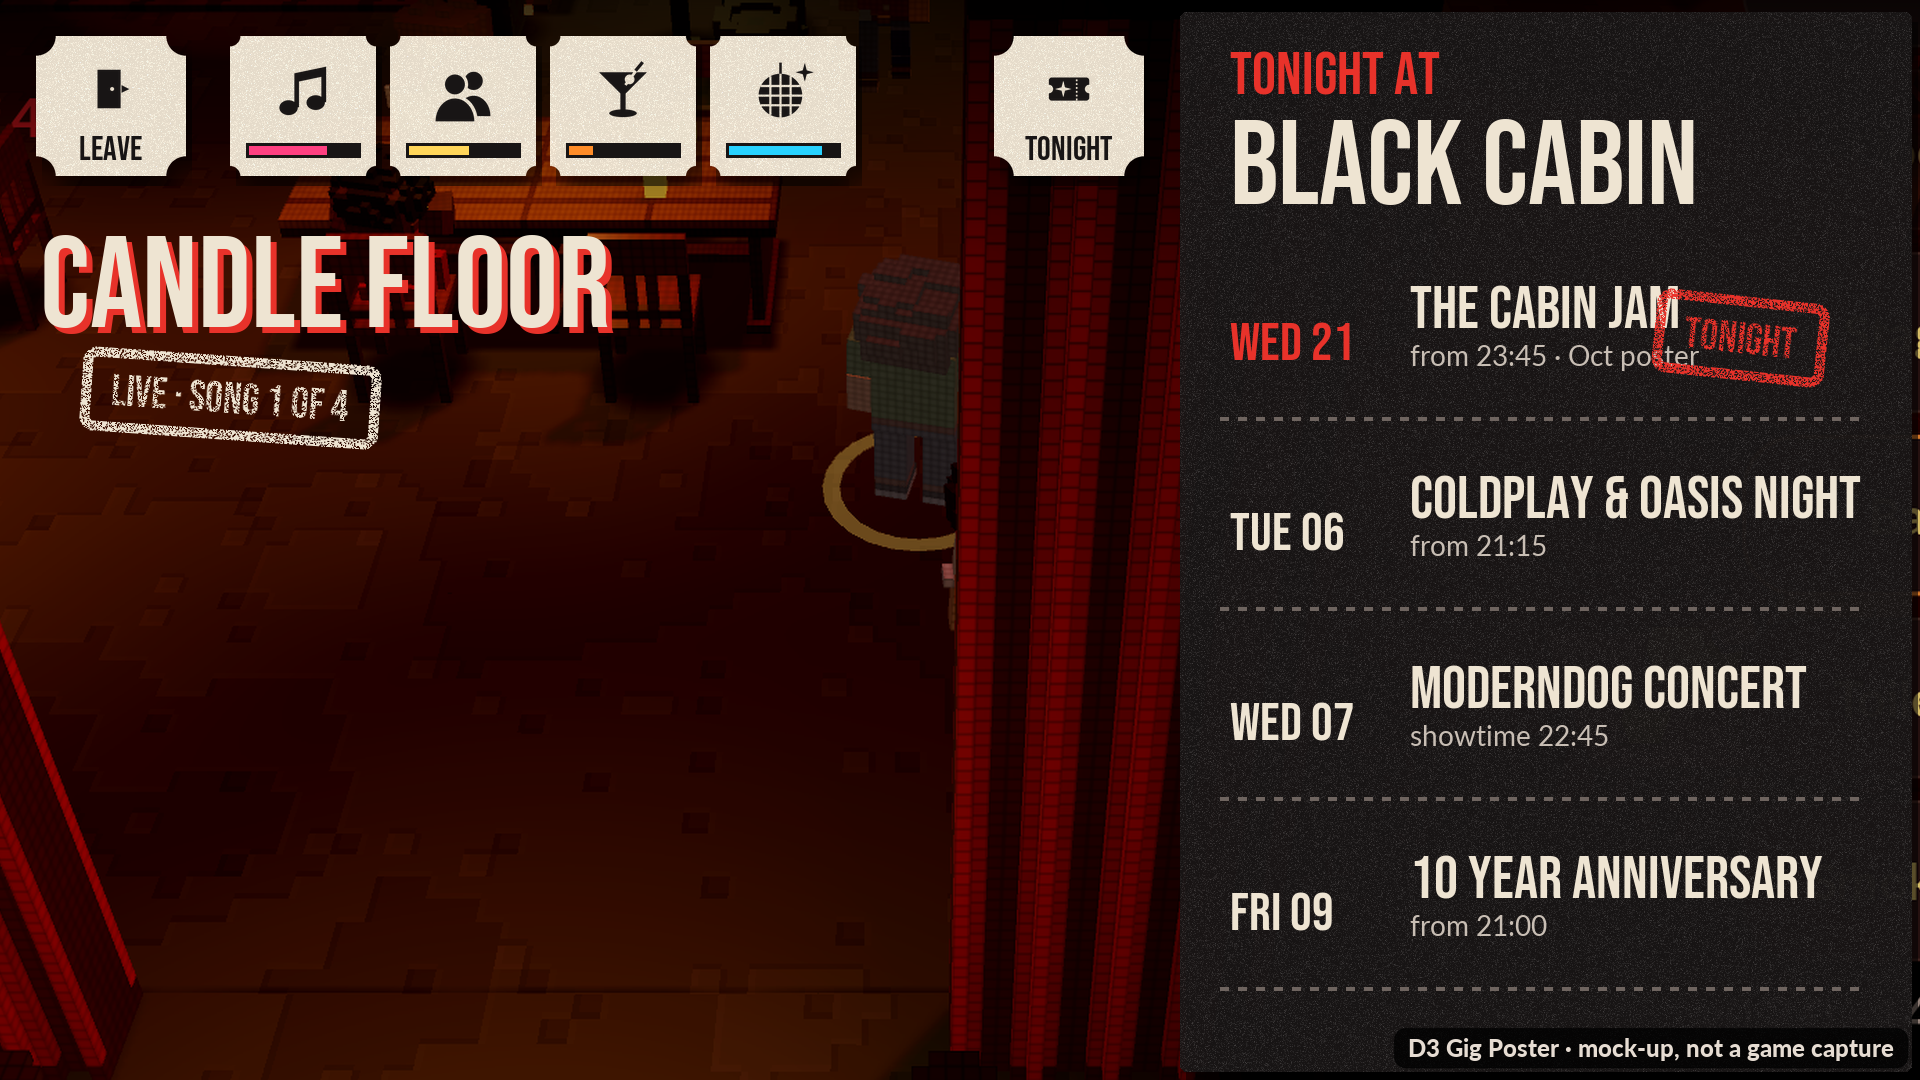 LEAVE
TONIGHT
CANDLE FLOOR
LIVE · SONG 1 OF 4
TONIGHT AT
BLACK CABIN
WED 21
THE CABIN JAM
from 23:45 · Oct poster
TONIGHT
TUE 06
COLDPLAY & OASIS NIGHT
from 21:15
WED 07
MODERNDOG CONCERT
showtime 22:45
FRI 09
10 YEAR ANNIVERSARY
from 21:00
D3 Gig Poster · mock-up, not a game capture